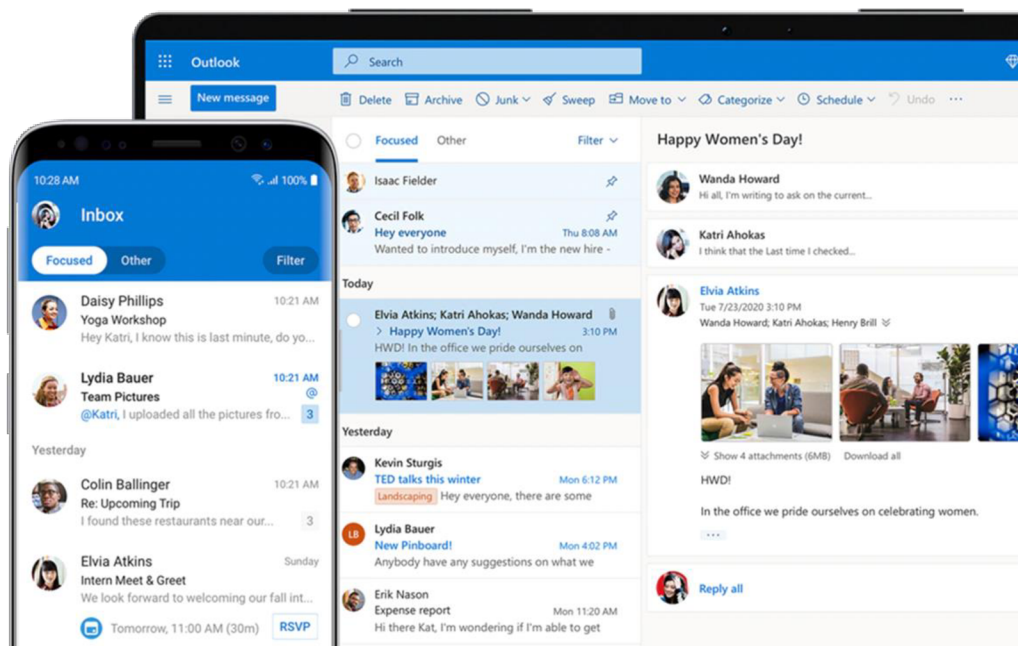 Outlook
Search
New message
Delete
Archive
Junk
Sweep
Move to
Categorize
Schedule
Undo
Focused
Other
Filter
Isaac Fielder
Cecil Folk
Hey everyone
Thu 8:08 AM
Wanted to introduce myself, I'm the new hire -
Today
Elvia Atkins; Katri Ahokas; Wanda Howard
> Happy Women's Day!
3:10 PM
HWD! In the office we pride ourselves on
Yesterday
Kevin Sturgis
TED talks this winter
Mon 6:12 PM
Landscaping Hey everyone, there are some
LB
Lydia Bauer
New Pinboard!
Mon 4:02 PM
Anybody have any suggestions on what we
Erik Nason
Expense report
Mon 11:20 AM
Hi there Kat, I'm wondering if I'm able to get
Happy Women's Day!
Wanda Howard
Hi all, I'm writing to ask on the current...
Katri Ahokas
I think that the Last time I checked...
Elvia Atkins
Tue 7/23/2020 3:10 PM
Wanda Howard; Katri Ahokas; Henry Brill
Show 4 attachments (6MB)
Download all
HWD!
In the office we pride ourselves on celebrating women.
...
Reply all
10:28 AM
100%
Inbox
Focused
Other
Filter
Daisy Phillips
10:21 AM
Yoga Workshop
Hey Katri, I know this is last minute, do yo...
Lydia Bauer
10:21 AM
Team Pictures
@
@Katri, I uploaded all the pictures fro...
3
Yesterday
Colin Ballinger
10:21 AM
Re: Upcoming Trip
I found these restaurants near our...
3
Elvia Atkins
Sunday
Intern Meet & Greet
We look forward to welcoming our fall int...
Tomorrow, 11:00 AM (30m)
RSVP